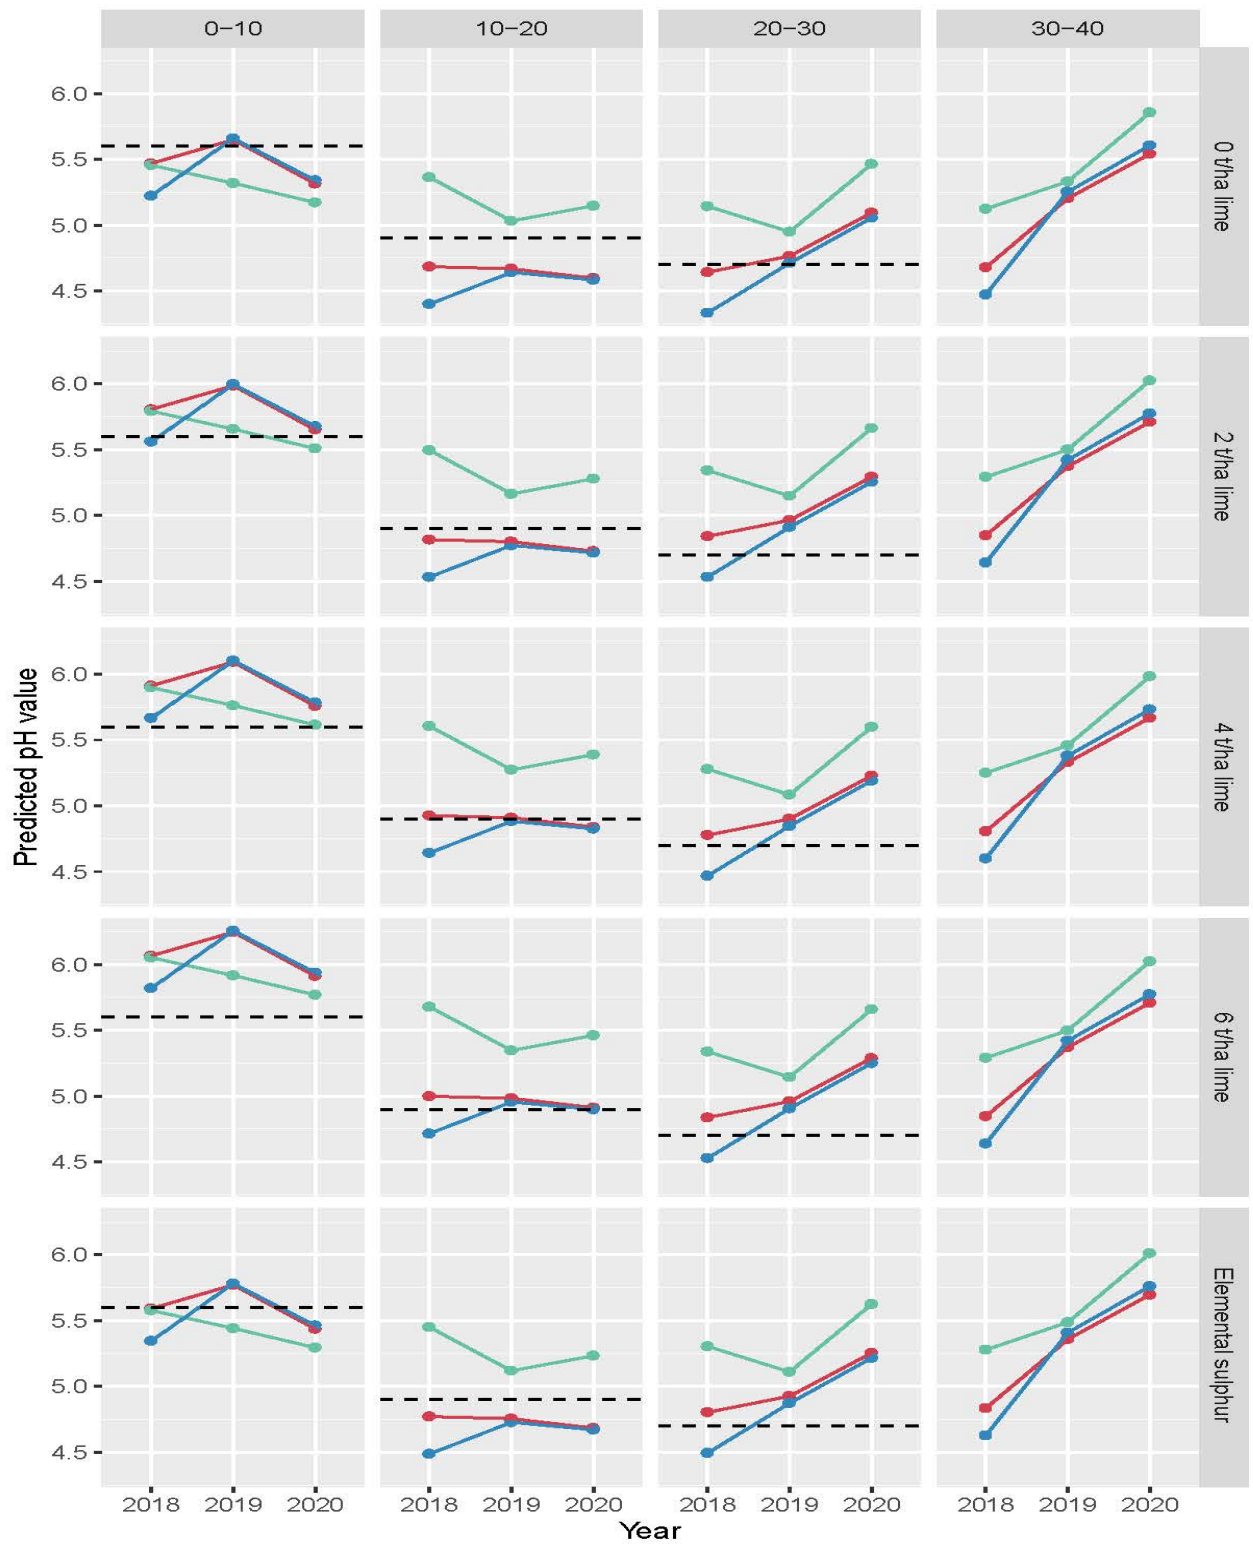 0−10 10−20 20−30 30−40
6.0
5.5
5.0
4.5
0 t/ha lime
6.0
5.5
5.0
4.5
2 t/ha lime
6.0
5.5
5.0
4.5
4 t/ha lime
Predicted pH value
6.0
5.5
5.0
4.5
6 t/ha lime
6.0
5.5
5.0
4.5
Elemental sulphur
2018 2019 2020 2018 2019 2020 2018 2019 2020 2018 2019 2020
Year